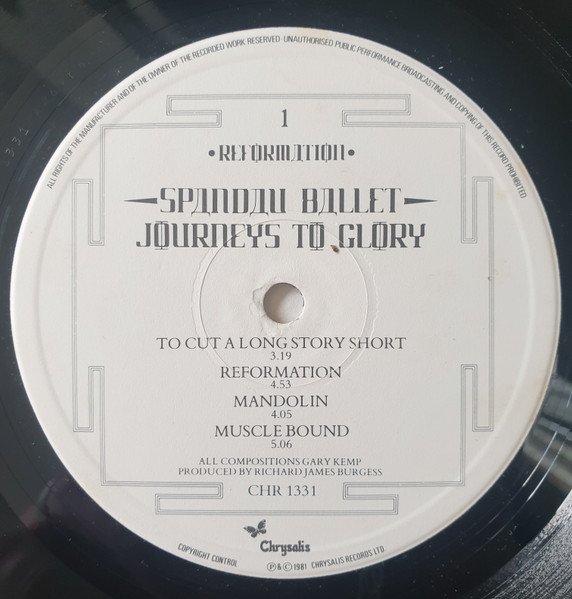 ALL RIGHTS OF THE MANUFACTURER AND OF THE OWNER OF THE RECORDED WORK RESERVED · UNAUTHORISED PUBLIC PERFORMANCE BROADCASTING AND COPYING OF THIS RECORD PROHIBITED
1
•REFORMATION•
SPANDAU BALLET
JOURNEYS TO GLORY
TO CUT A LONG STORY SHORT
3.19
REFORMATION
4.53
MANDOLIN
4.05
MUSCLE BOUND
5.06
ALL COMPOSITIONS GARY KEMP
PRODUCED BY RICHARD JAMES BURGESS
CHR 1331
Chrysalis
COPYRIGHT CONTROL
Ⓟ & © 1981 CHRYSALIS RECORDS LTD.